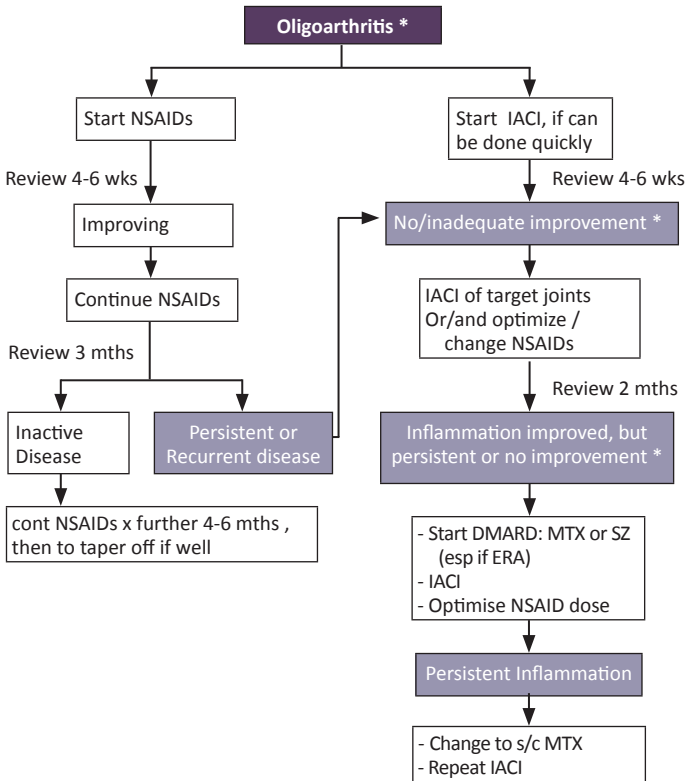 Oligoarthritis *
Start NSAIDs
Review 4-6 wks
Improving
Continue NSAIDs
Review 3 mths
Inactive
Disease
Persistent or
Recurrent disease
cont NSAIDs x further 4-6 mths ,
then to taper off if well
Start IACI, if can
be done quickly
Review 4-6 wks
No/inadequate improvement *
IACI of target joints
Or/and optimize /
change NSAIDs
Review 2 mths
Inflammation improved, but
persistent or no improvement *
- Start DMARD: MTX or SZ
(esp if ERA)
- IACI
- Optimise NSAID dose
Persistent Inflammation
- Change to s/c MTX
- Repeat IACI